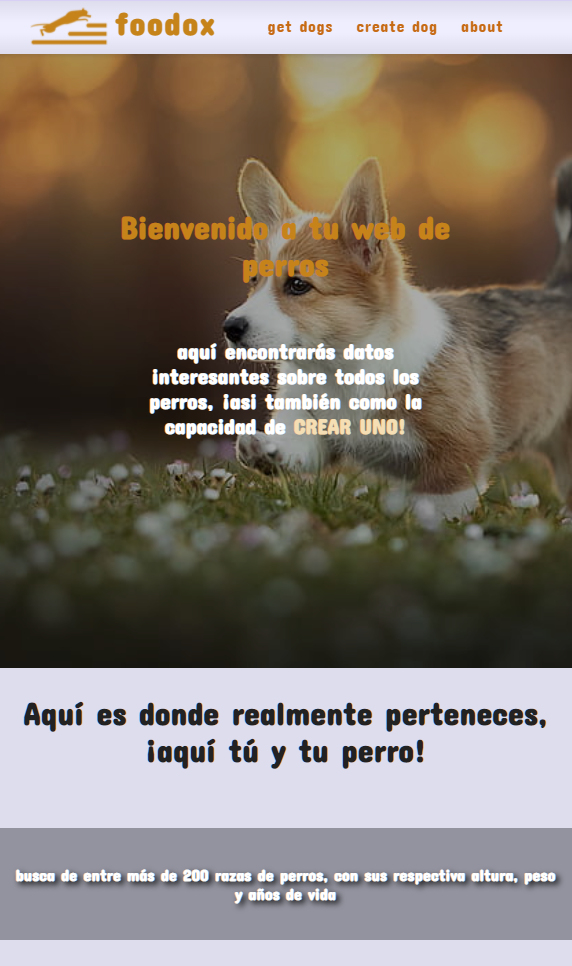 foodox
get dogs
create dog
about
Bienvenido a tu web de
perros
aquí encontrarás datos
interesantes sobre todos los
perros, ¡asi también como la
capacidad de CREAR UNO!
Aquí es donde realmente perteneces,
¡aquí tú y tu perro!
busca de entre más de 200 razas de perros, con sus respectiva altura, peso
y años de vida